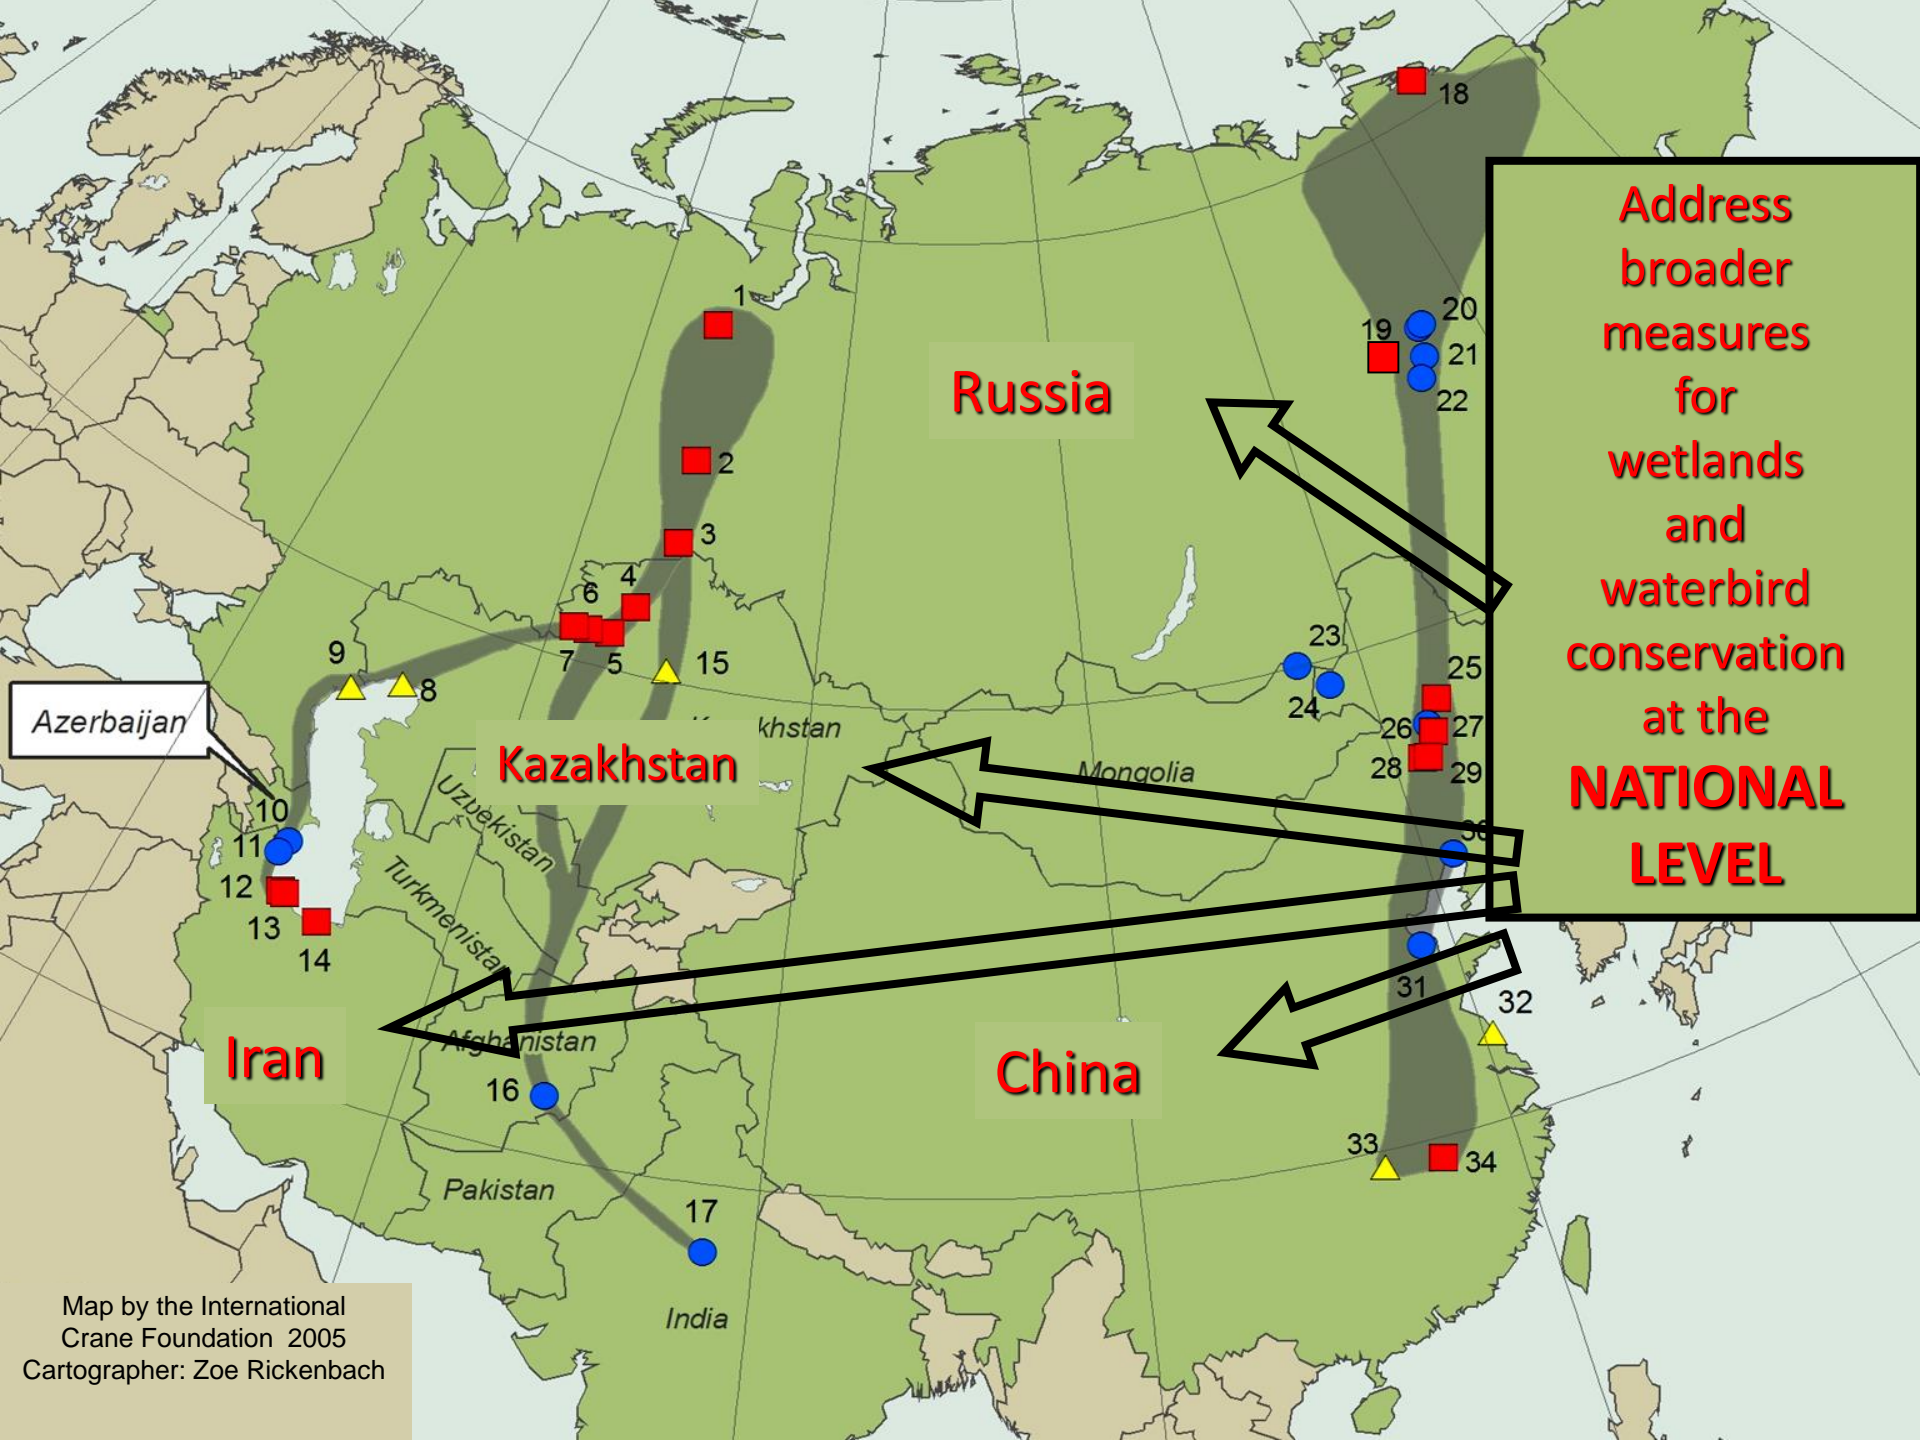 1
18
Address
broader
measures
for
wetlands
and
waterbird
conservation
at the
NATIONAL
LEVEL
20
19
21
22
Russia
2
3
4
6
7
5
15
9
8
23
24
25
26
27
28
29
Azerbaijan
khstan
Kazakhstan
Mongolia
Uzbekistan
10
11
12
13
14
Turkmenistan
30
31
32
Iran
Afghanistan
China
16
33
34
Pakistan
17
India
Map by the International
Crane Foundation 2005
Cartographer: Zoe Rickenbach